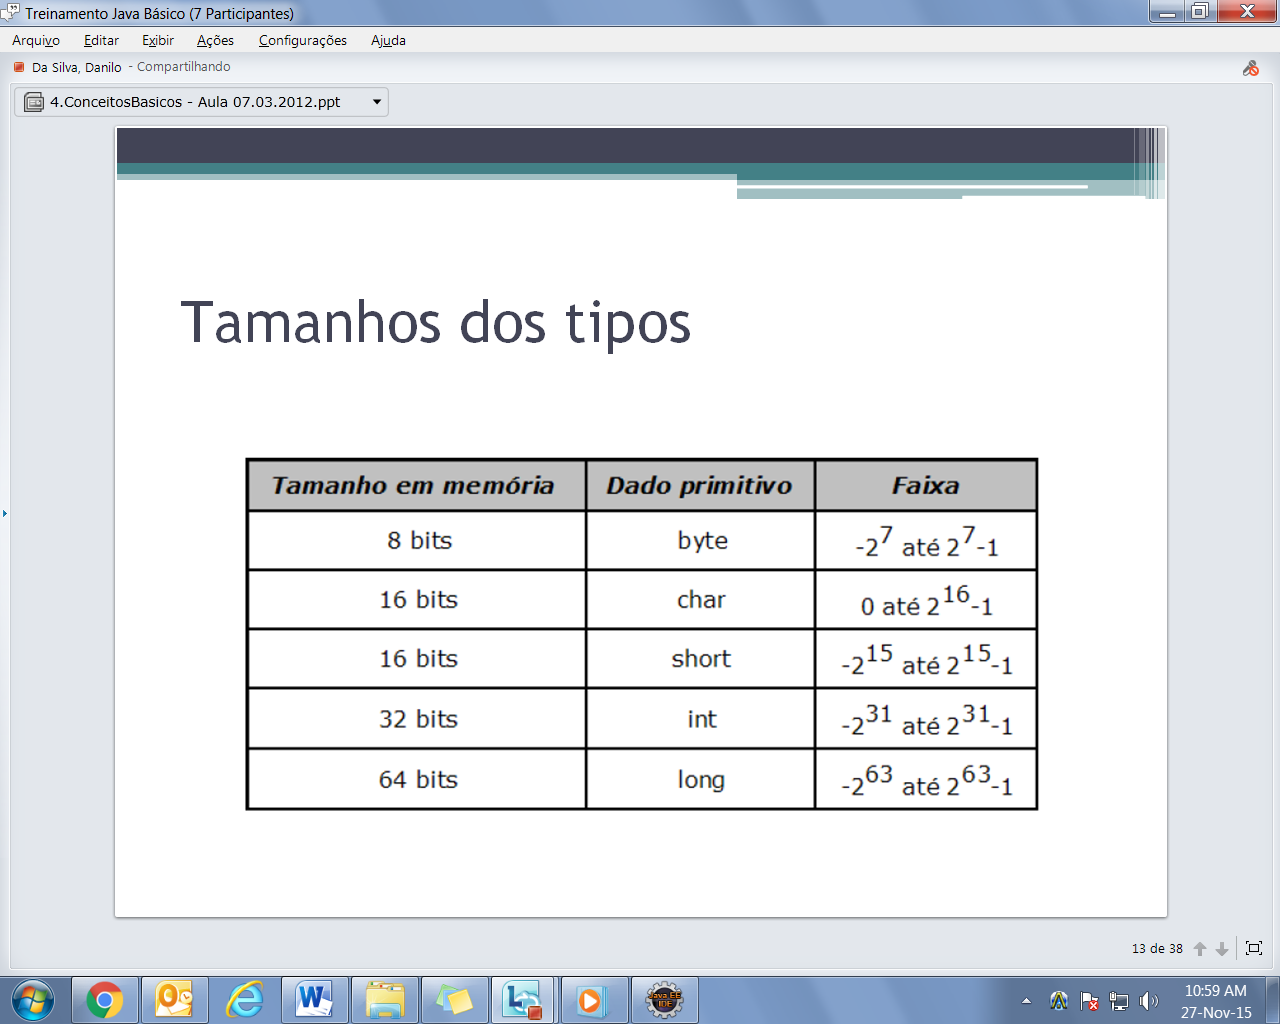 Treinamento Java Básico (7 Participantes)
Arquivo Editar Exibir Ações Configurações Ajuda
Da Silva, Danilo - Compartilhando
4.ConceitosBasicos - Aula 07.03.2012.ppt
Tamanhos dos tipos
Tamanho em memória Dado primitivo Faixa
8 bits byte -2^7 até 2^7-1
16 bits char 0 até 2^16-1
16 bits short -2^15 até 2^15-1
32 bits int -2^31 até 2^31-1
64 bits long -2^63 até 2^63-1
13 de 38
Java EE
IDE
10:59 AM
27-Nov-15